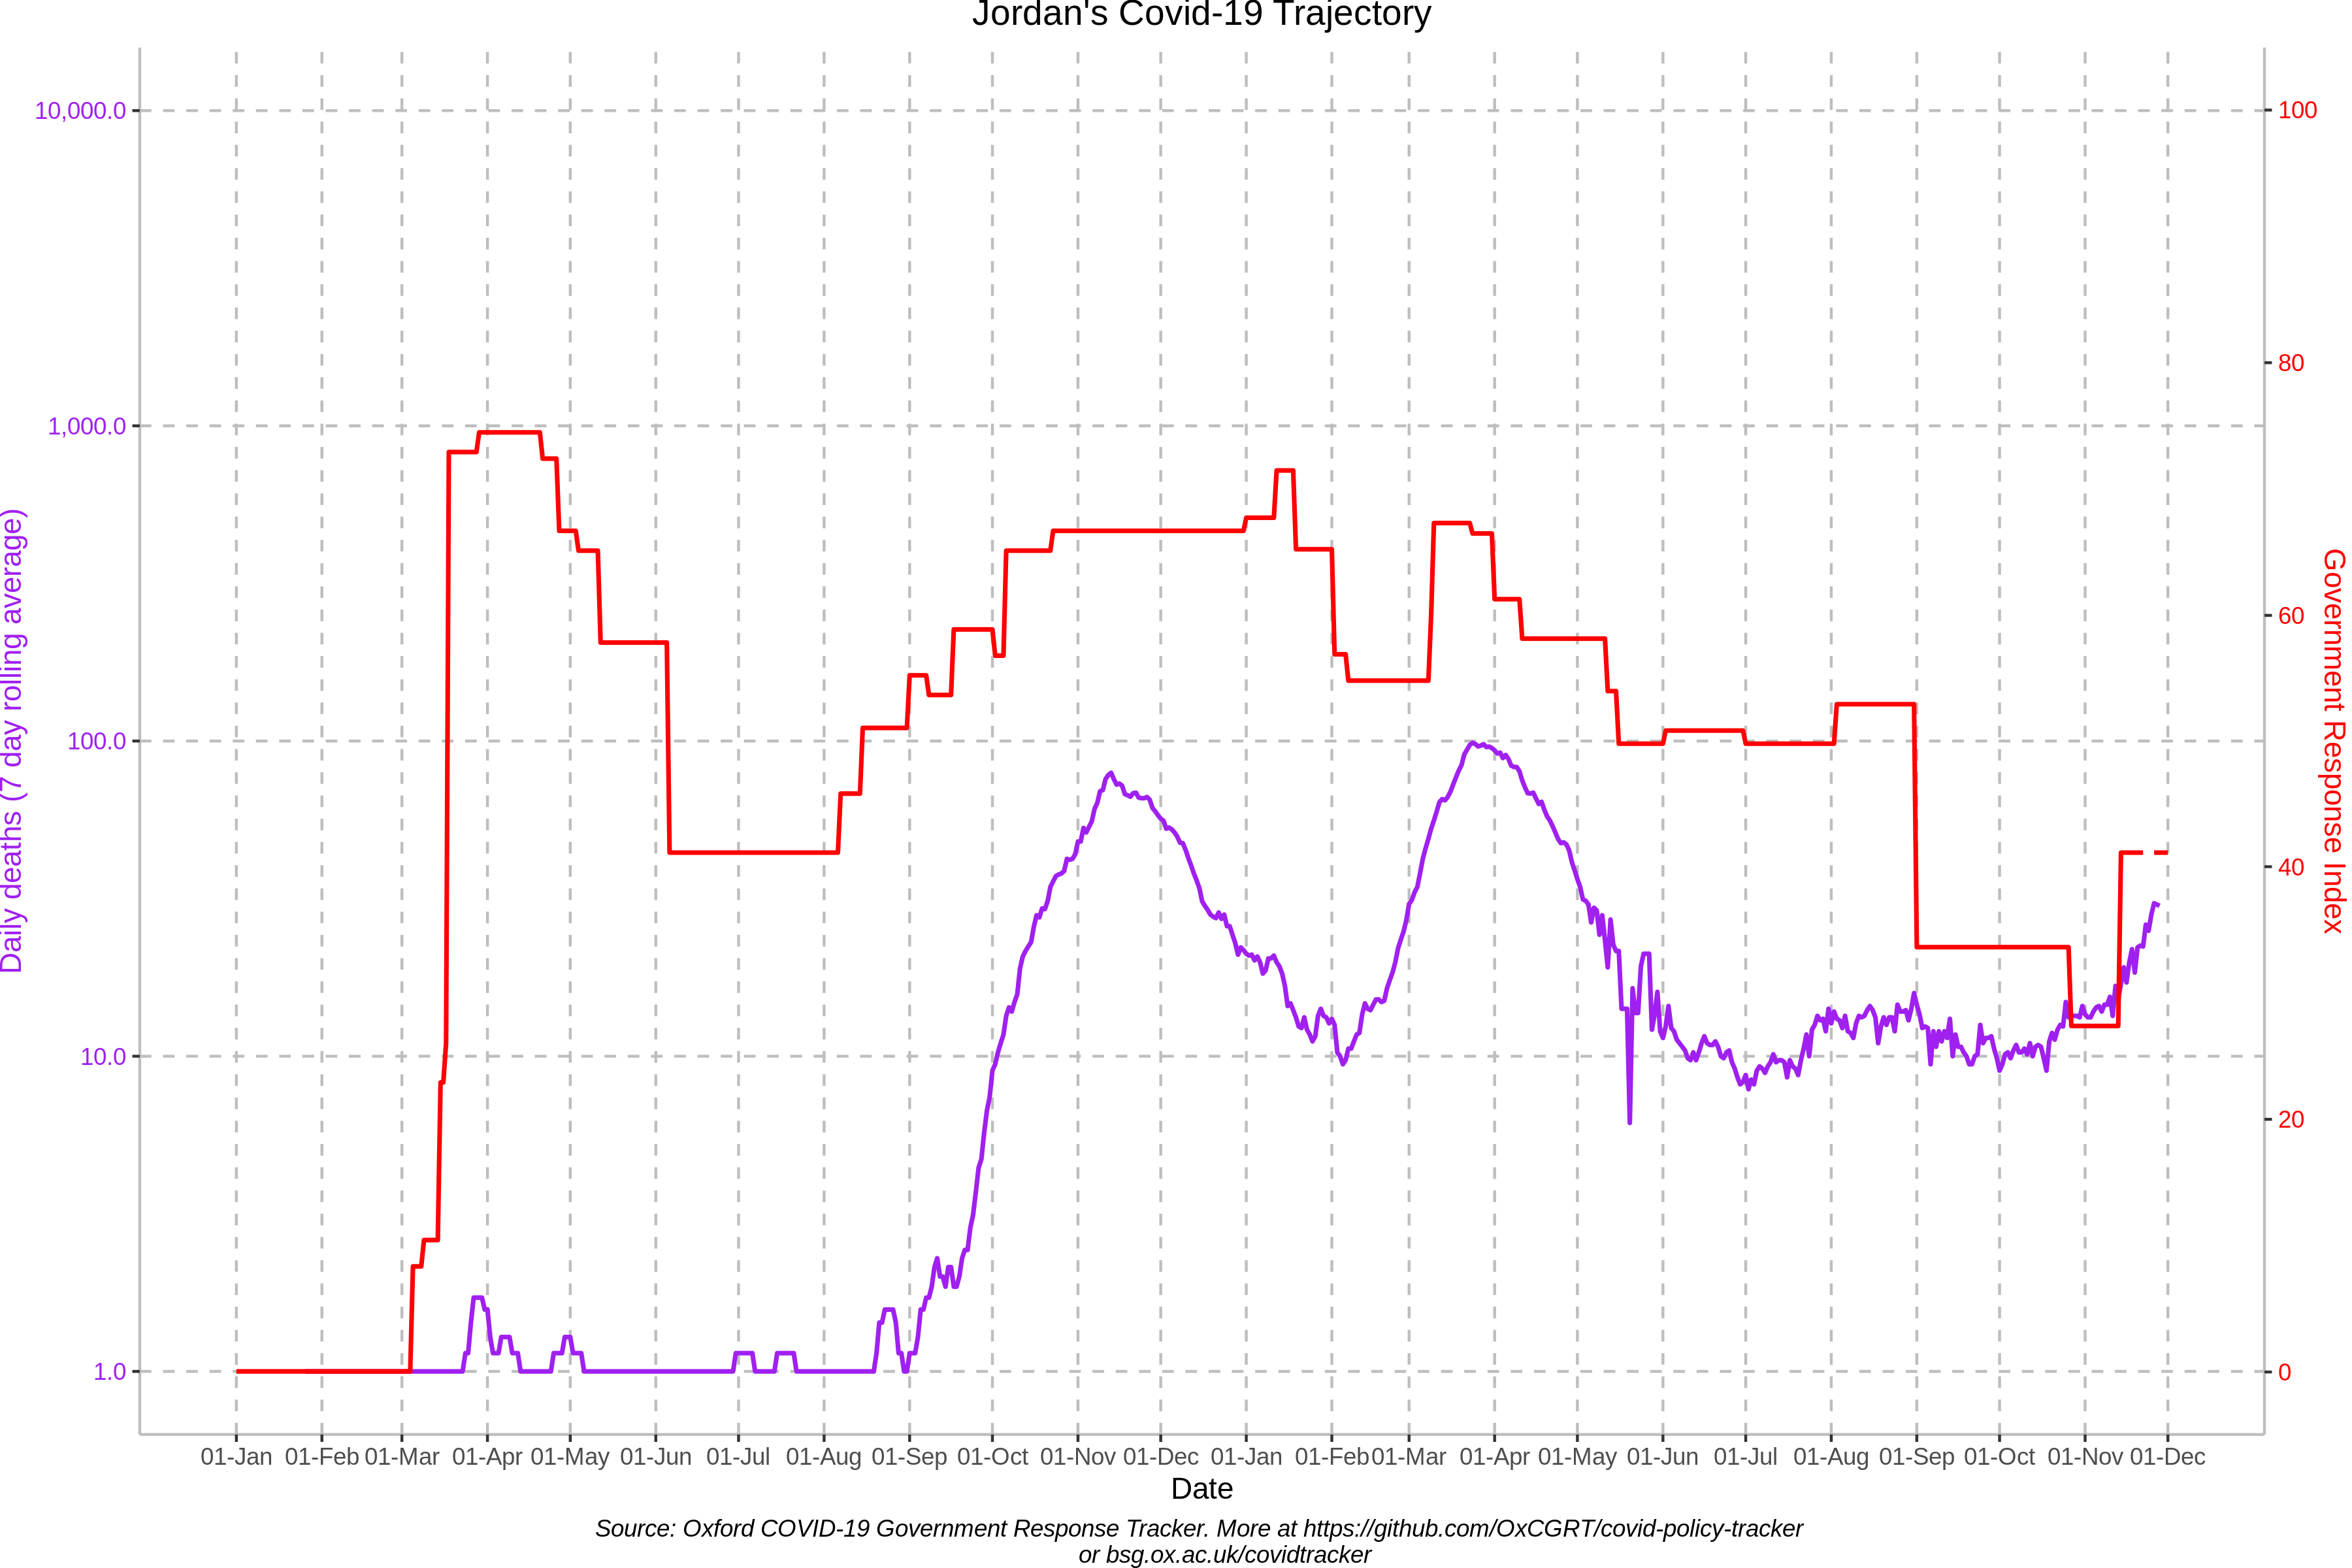 Jordan's Covid-19 Trajectory
10,000.0
1,000.0
100.0
10.0
1.0
Daily deaths (7 day rolling average)
100
80
60
40
20
0
Government Response Index
01-Jan 01-Feb 01-Mar 01-Apr 01-May 01-Jun 01-Jul 01-Aug 01-Sep 01-Oct 01-Nov 01-Dec 01-Jan 01-Feb 01-Mar 01-Apr 01-May 01-Jun 01-Jul 01-Aug 01-Sep 01-Oct 01-Nov 01-Dec
Date
Source: Oxford COVID-19 Government Response Tracker. More at https://github.com/OxCGRT/covid-policy-tracker
or bsg.ox.ac.uk/covidtracker